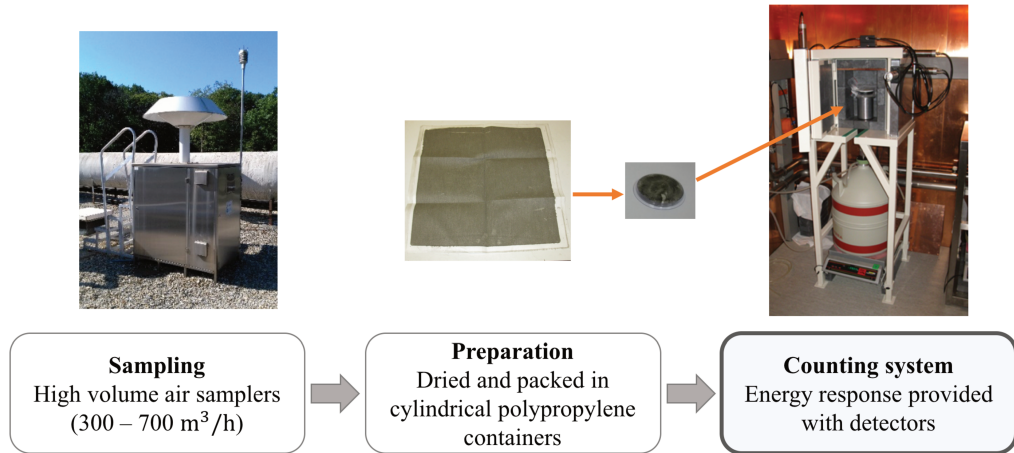 Sampling
High volume air samplers
(300 – 700 m³/h)
Preparation
Dried and packed in
cylindrical polypropylene
containers
Counting system
Energy response provided
with detectors